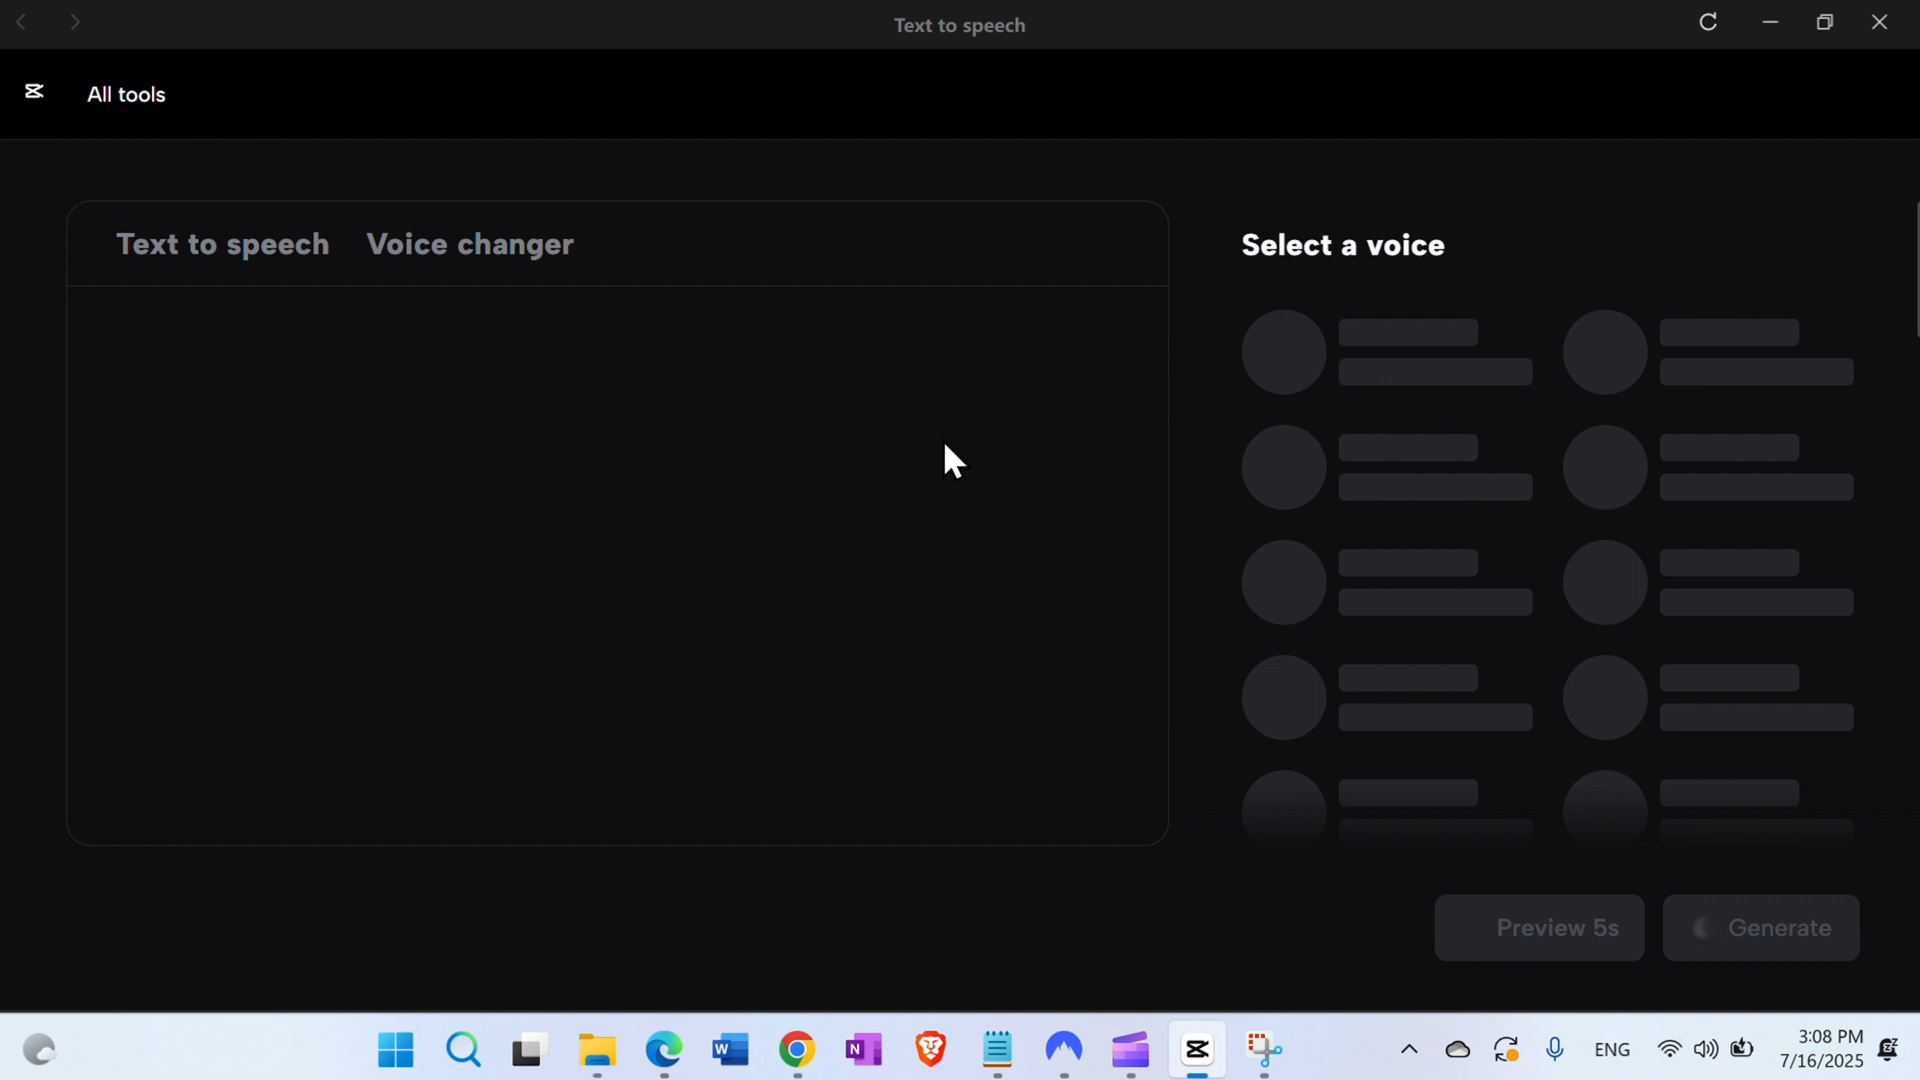 Text to speech
All tools
Text to speech Voice changer
Select a voice
Preview 5s Generate
ENG
3:08 PM
7/16/2025